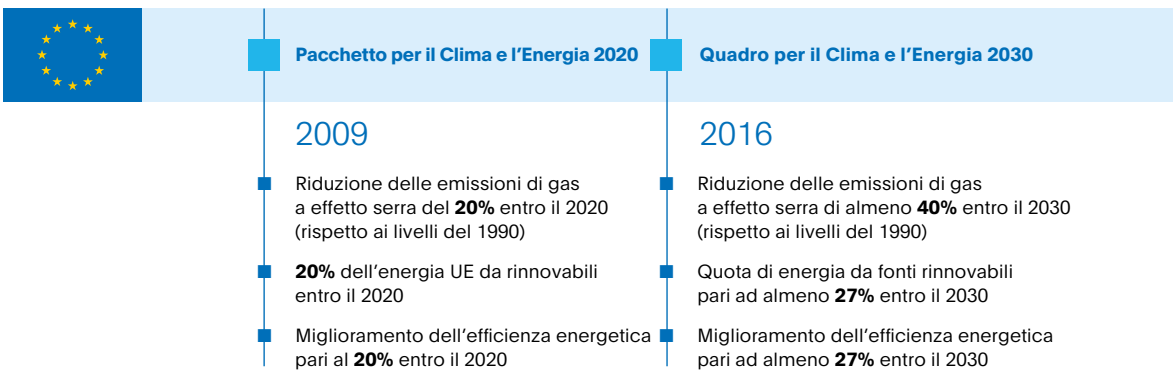 Pacchetto per il Clima e l'Energia 2020
Quadro per il Clima e l'Energia 2030
2009
Riduzione delle emissioni di gas
a effetto serra del 20% entro il 2020
(rispetto ai livelli del 1990)
20% dell'energia UE da rinnovabili
entro il 2020
Miglioramento dell'efficienza energetica
pari al 20% entro il 2020
2016
Riduzione delle emissioni di gas
a effetto serra di almeno 40% entro il 2030
(rispetto ai livelli del 1990)
Quota di energia da fonti rinnovabili
pari ad almeno 27% entro il 2030
Miglioramento dell'efficienza energetica
pari ad almeno 27% entro il 2030